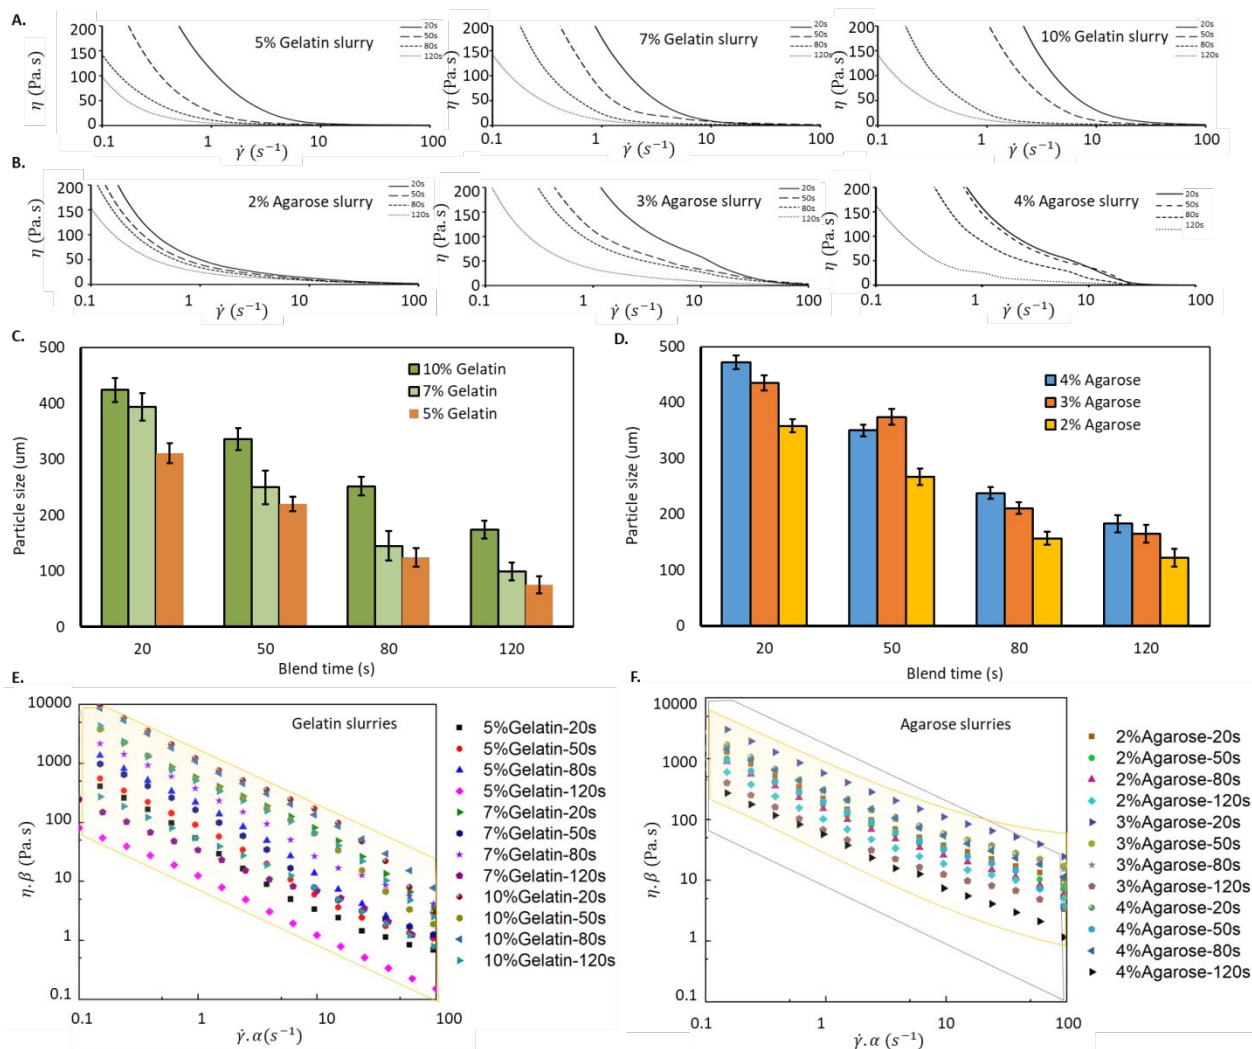 A.
200
150
100
50
0
η (Pa. s)
5% Gelatin slurry
20s
50s
80s
120s
0.1 1 10 100
γ̇ (s⁻¹)
200
150
100
50
0
η (Pa. s)
7% Gelatin slurry
20s
50s
80s
120s
0.1 1 10 100
γ̇ (s⁻¹)
200
150
100
50
0
η (Pa. s)
10% Gelatin slurry
20s
50s
80s
120s
0.1 1 10 100
γ̇ (s⁻¹)
B.
200
150
100
50
0
η (Pa. s)
2% Agarose slurry
20s
50s
80s
120s
0.1 1 10 100
γ̇ (s⁻¹)
200
150
100
50
0
η (Pa. s)
3% Agarose slurry
20s
50s
80s
120s
0.1 1 10 100
γ̇ (s⁻¹)
200
150
100
50
0
η (Pa. s)
4% Agarose slurry
20s
50s
80s
120s
0.1 1 10 100
γ̇ (s⁻¹)
C.
500
400
300
200
100
0
Particle size (um)
10% Gelatin
7% Gelatin
5% Gelatin
20 50 80 120
Blend time (s)
D.
500
400
300
200
100
0
Particle size (um)
4% Agarose
3% Agarose
2% Agarose
20 50 80 120
Blend time (s)
E.
10000
1000
100
10
1
0.1
η. β (Pa. s)
Gelatin slurries
0.1 1 10 100
γ̇. α(s⁻¹)
5%Gelatin-20s
5%Gelatin-50s
5%Gelatin-80s
5%Gelatin-120s
7%Gelatin-20s
7%Gelatin-50s
7%Gelatin-80s
7%Gelatin-120s
10%Gelatin-20s
10%Gelatin-50s
10%Gelatin-80s
10%Gelatin-120s
F.
10000
1000
100
10
1
0.1
η. β (Pa. s)
Agarose slurries
0.1 1 10 100
γ̇. α (s⁻¹)
2%Agarose-20s
2%Agarose-50s
2%Agarose-80s
2%Agarose-120s
3%Agarose-20s
3%Agarose-50s
3%Agarose-80s
3%Agarose-120s
4%Agarose-20s
4%Agarose-50s
4%Agarose-80s
4%Agarose-120s